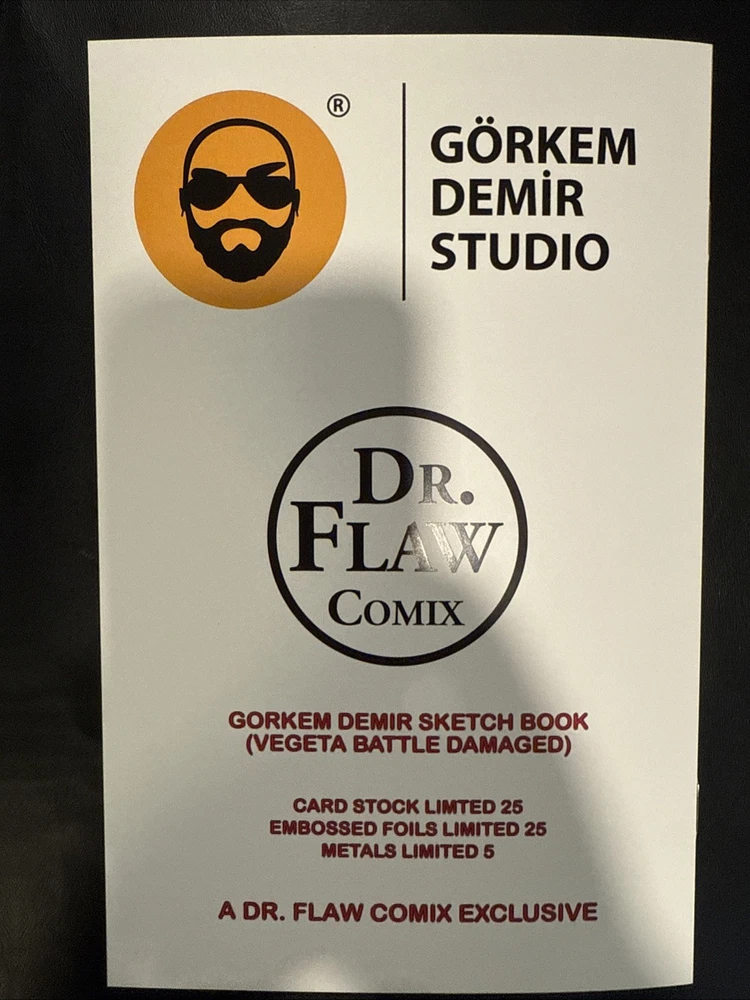 ®
GÖRKEM
DEMİR
STUDIO
DR.
FLAW
COMIX
GORKEM DEMIR SKETCH BOOK
(VEGETA BATTLE DAMAGED)
CARD STOCK LIMTED 25
EMBOSSED FOILS LIMITED 25
METALS LIMITED 5
A DR. FLAW COMIX EXCLUSIVE